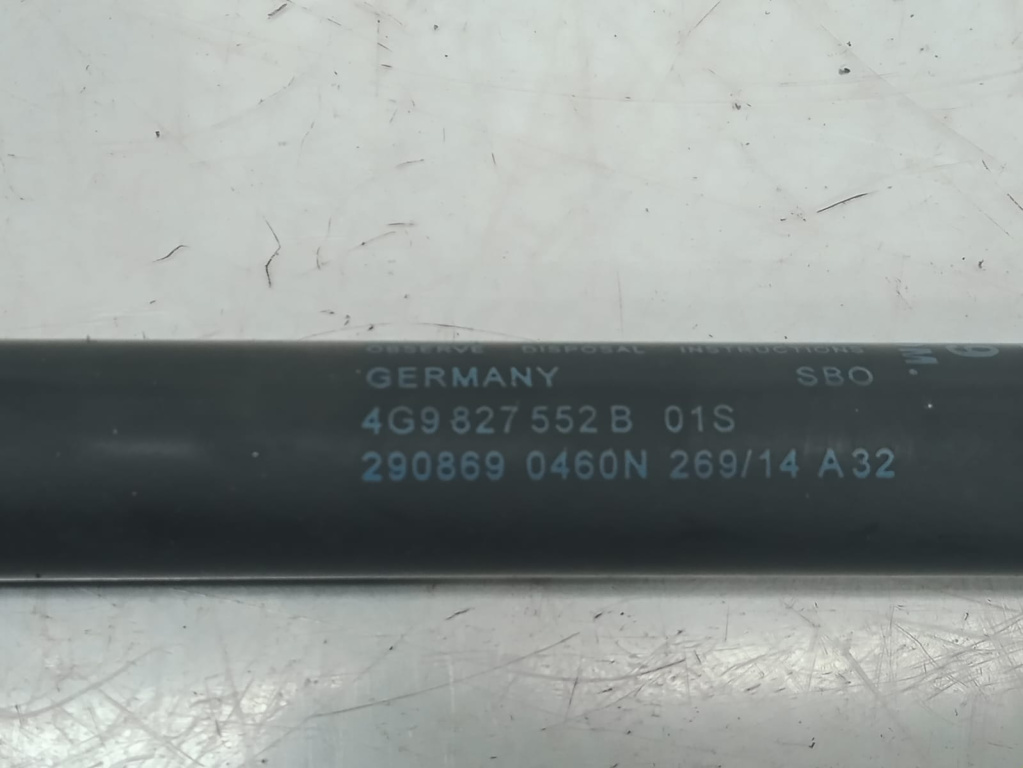 OBSERVE DISPOSAL INSTRUCTIONS
GERMANY SBO
4G9 827 552 B 01S
290869 0460N 269/14 A32